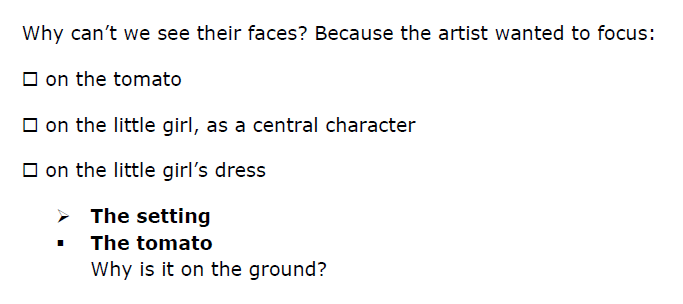 Why can't we see their faces? Because the artist wanted to focus:
☐ on the tomato
☐ on the little girl, as a central character
☐ on the little girl's dress
➢ The setting
▪ The tomato
Why is it on the ground?